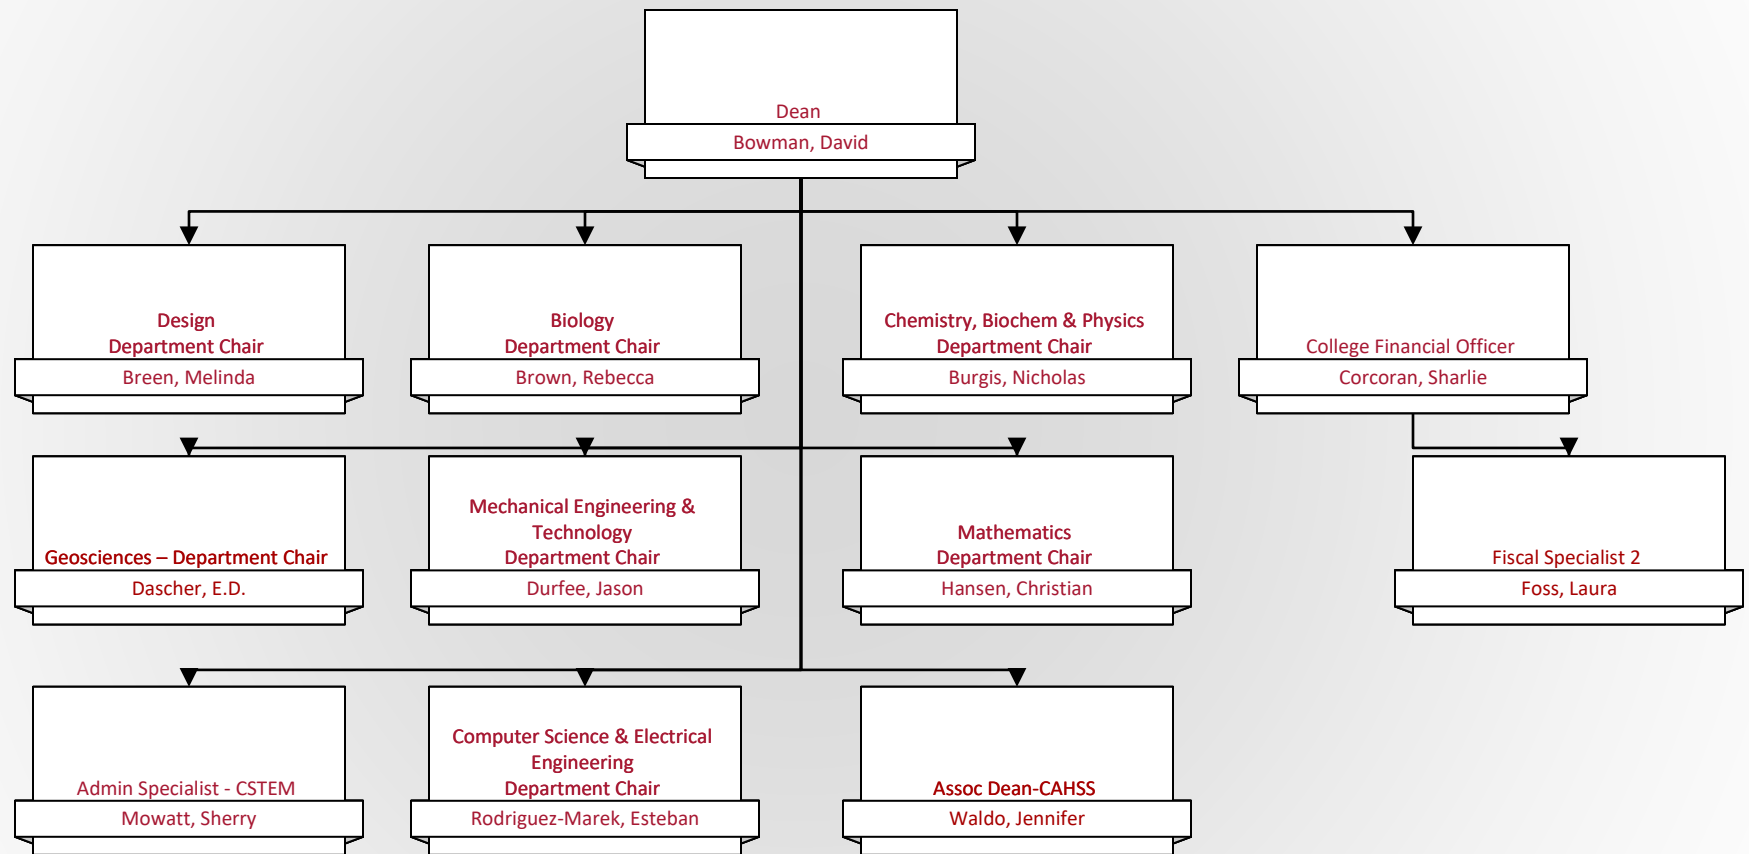 Dean
Bowman, David
Design
Department Chair
Breen, Melinda
Biology
Department Chair
Brown, Rebecca
Chemistry, Biochem & Physics
Department Chair
Burgis, Nicholas
College Financial Officer
Corcoran, Sharlie
Geosciences – Department Chair
Dascher, E.D.
Mechanical Engineering &
Technology
Department Chair
Durfee, Jason
Mathematics
Department Chair
Hansen, Christian
Fiscal Specialist 2
Foss, Laura
Admin Specialist - CSTEM
Mowatt, Sherry
Computer Science & Electrical
Engineering
Department Chair
Rodriguez-Marek, Esteban
Assoc Dean-CAHSS
Waldo, Jennifer